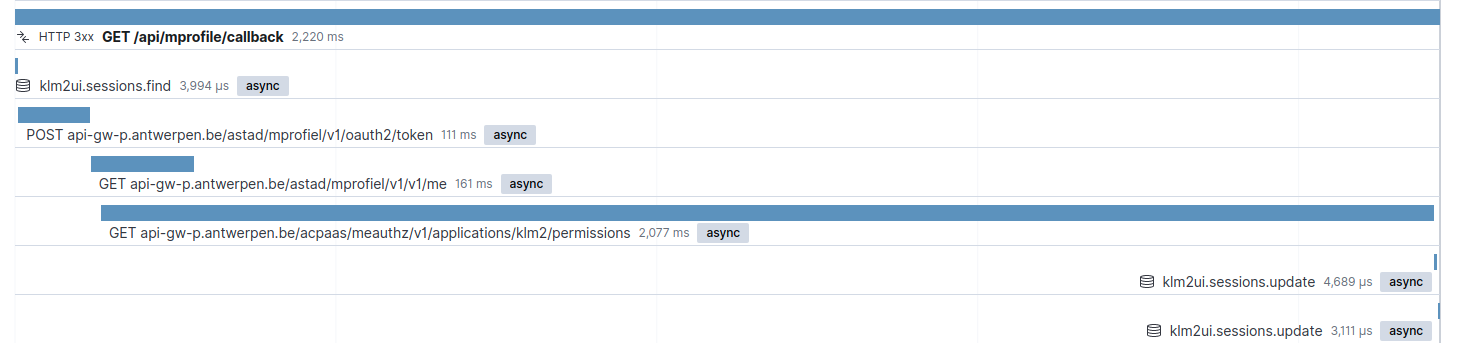 HTTP 3xx GET /api/mprofile/callback 2,220 ms
klm2ui.sessions.find 3,994 μs async
POST api-gw-p.antwerpen.be/astad/mprofiel/v1/oauth2/token 111 ms async
GET api-gw-p.antwerpen.be/astad/mprofiel/v1/v1/me 161 ms async
GET api-gw-p.antwerpen.be/acpaas/meauthz/v1/applications/klm2/permissions 2,077 ms async
klm2ui.sessions.update 4,689 μs async
klm2ui.sessions.update 3,111 μs async